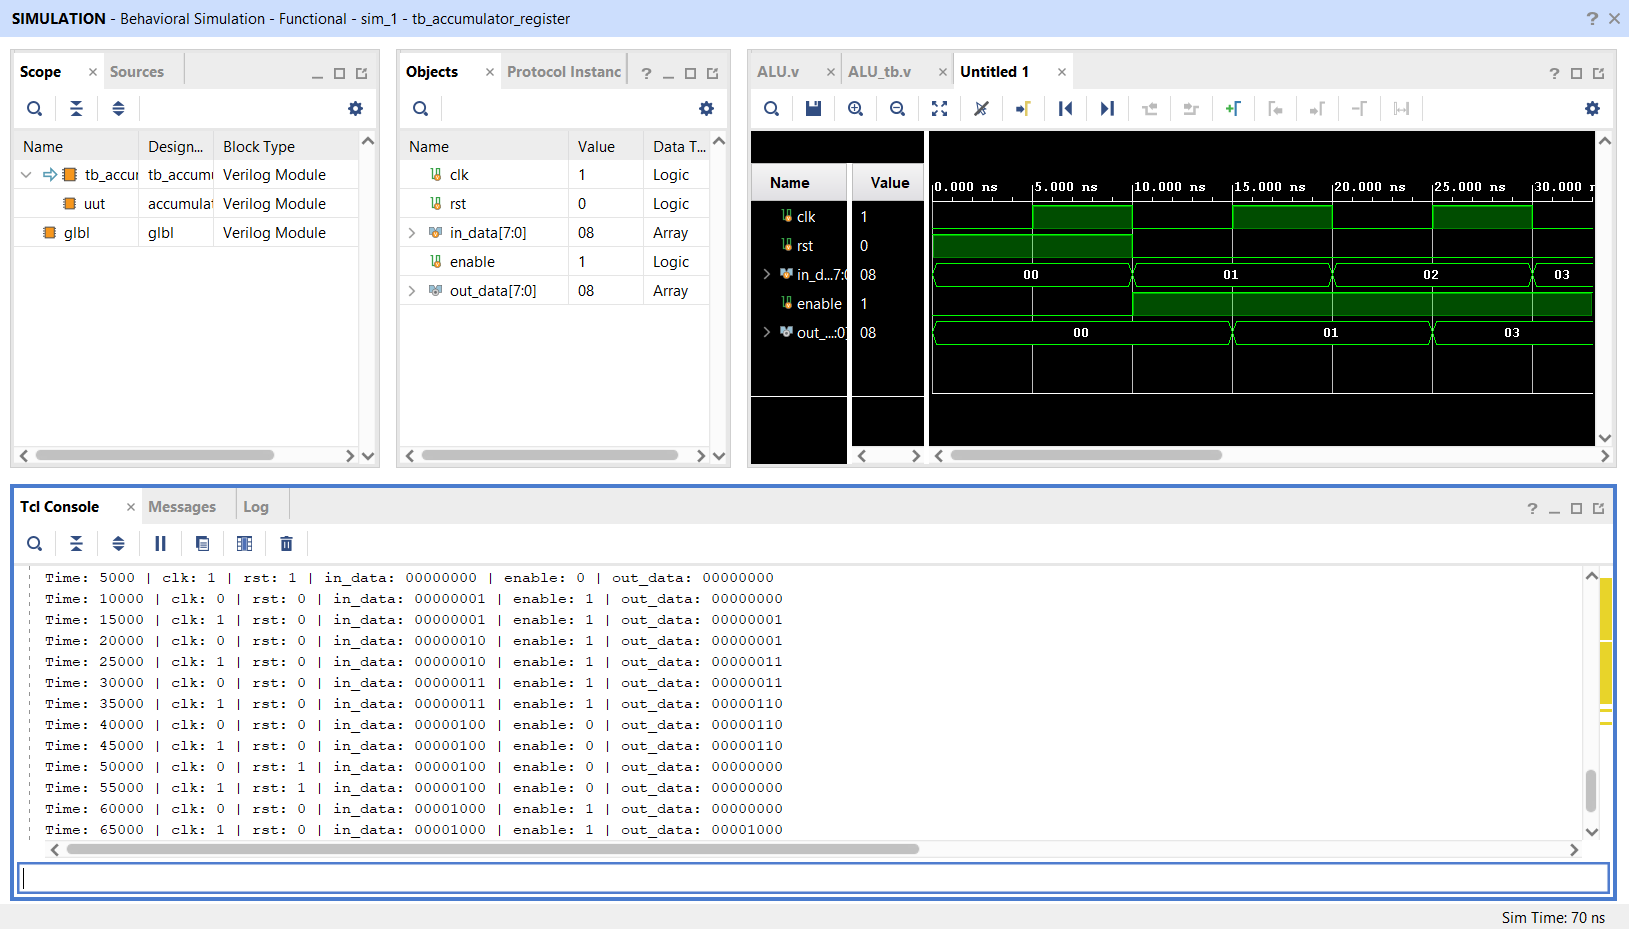 SIMULATION - Behavioral Simulation - Functional - sim_1 - tb_accumulator_register
Scope
Sources
Name Design... Block Type
tb_accur tb_accumu Verilog Module
uut accumulat Verilog Module
glbl glbl Verilog Module
Objects
Protocol Instanc
Name Value Data T...
clk 1 Logic
rst 0 Logic
in_data[7:0] 08 Array
enable 1 Logic
out_data[7:0] 08 Array
ALU.v
ALU_tb.v
Untitled 1
Name Value
0.000 ns 5.000 ns 10.000 ns 15.000 ns 20.000 ns 25.000 ns 30.000 n
clk 1
rst 0
in_d...7:0 08 00 01 02 03
enable 1
out_...:0] 08 00 01 03
Tcl Console
Messages
Log
Time: 5000 | clk: 1 | rst: 1 | in_data: 00000000 | enable: 0 | out_data: 00000000
Time: 10000 | clk: 0 | rst: 0 | in_data: 00000001 | enable: 1 | out_data: 00000000
Time: 15000 | clk: 1 | rst: 0 | in_data: 00000001 | enable: 1 | out_data: 00000001
Time: 20000 | clk: 0 | rst: 0 | in_data: 00000010 | enable: 1 | out_data: 00000001
Time: 25000 | clk: 1 | rst: 0 | in_data: 00000010 | enable: 1 | out_data: 00000011
Time: 30000 | clk: 0 | rst: 0 | in_data: 00000011 | enable: 1 | out_data: 00000011
Time: 35000 | clk: 1 | rst: 0 | in_data: 00000011 | enable: 1 | out_data: 00000110
Time: 40000 | clk: 0 | rst: 0 | in_data: 00000100 | enable: 0 | out_data: 00000110
Time: 45000 | clk: 1 | rst: 0 | in_data: 00000100 | enable: 0 | out_data: 00000110
Time: 50000 | clk: 0 | rst: 1 | in_data: 00000100 | enable: 0 | out_data: 00000000
Time: 55000 | clk: 1 | rst: 1 | in_data: 00000100 | enable: 0 | out_data: 00000000
Time: 60000 | clk: 0 | rst: 0 | in_data: 00001000 | enable: 1 | out_data: 00000000
Time: 65000 | clk: 1 | rst: 0 | in_data: 00001000 | enable: 1 | out_data: 00001000
Sim Time: 70 ns